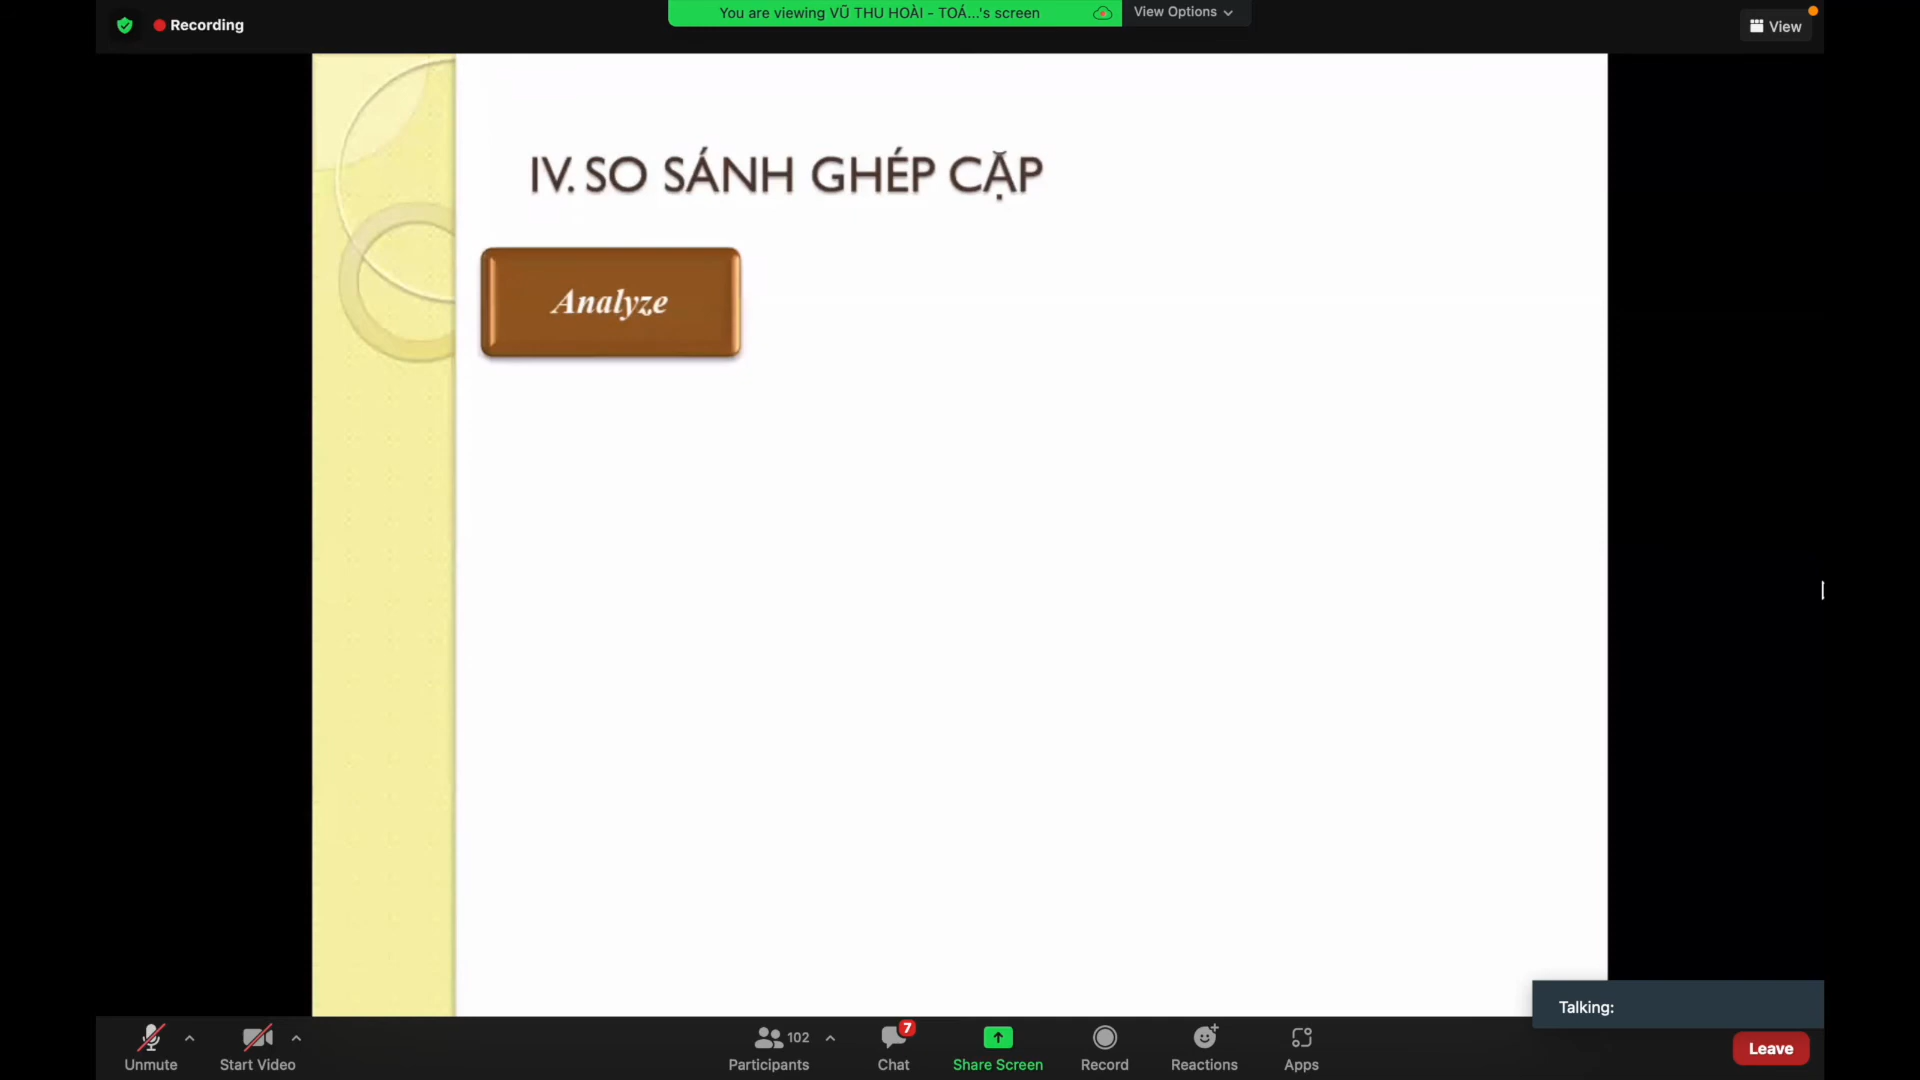 Recording
You are viewing VŨ THU HOÀI - TOÁ...'s screen
View Options
View
IV. SO SÁNH GHÉP CẶP
Analyze
Talking:
Unmute
Start Video
102
Participants
7
Chat
Share Screen
Record
Reactions
Apps
Leave